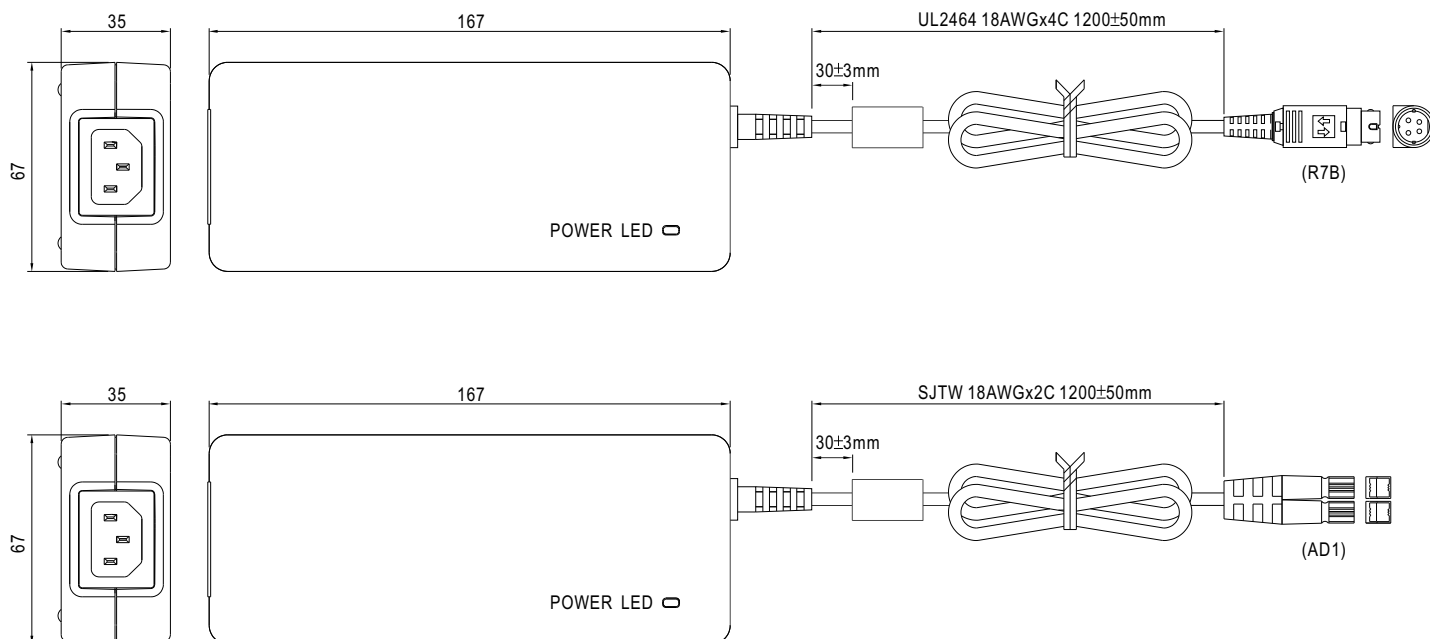 35
167
UL2464 18AWGx4C 1200±50mm
30±3mm
67
(R7B)
POWER LED
35
167
SJTW 18AWGx2C 1200±50mm
30±3mm
67
(AD1)
POWER LED